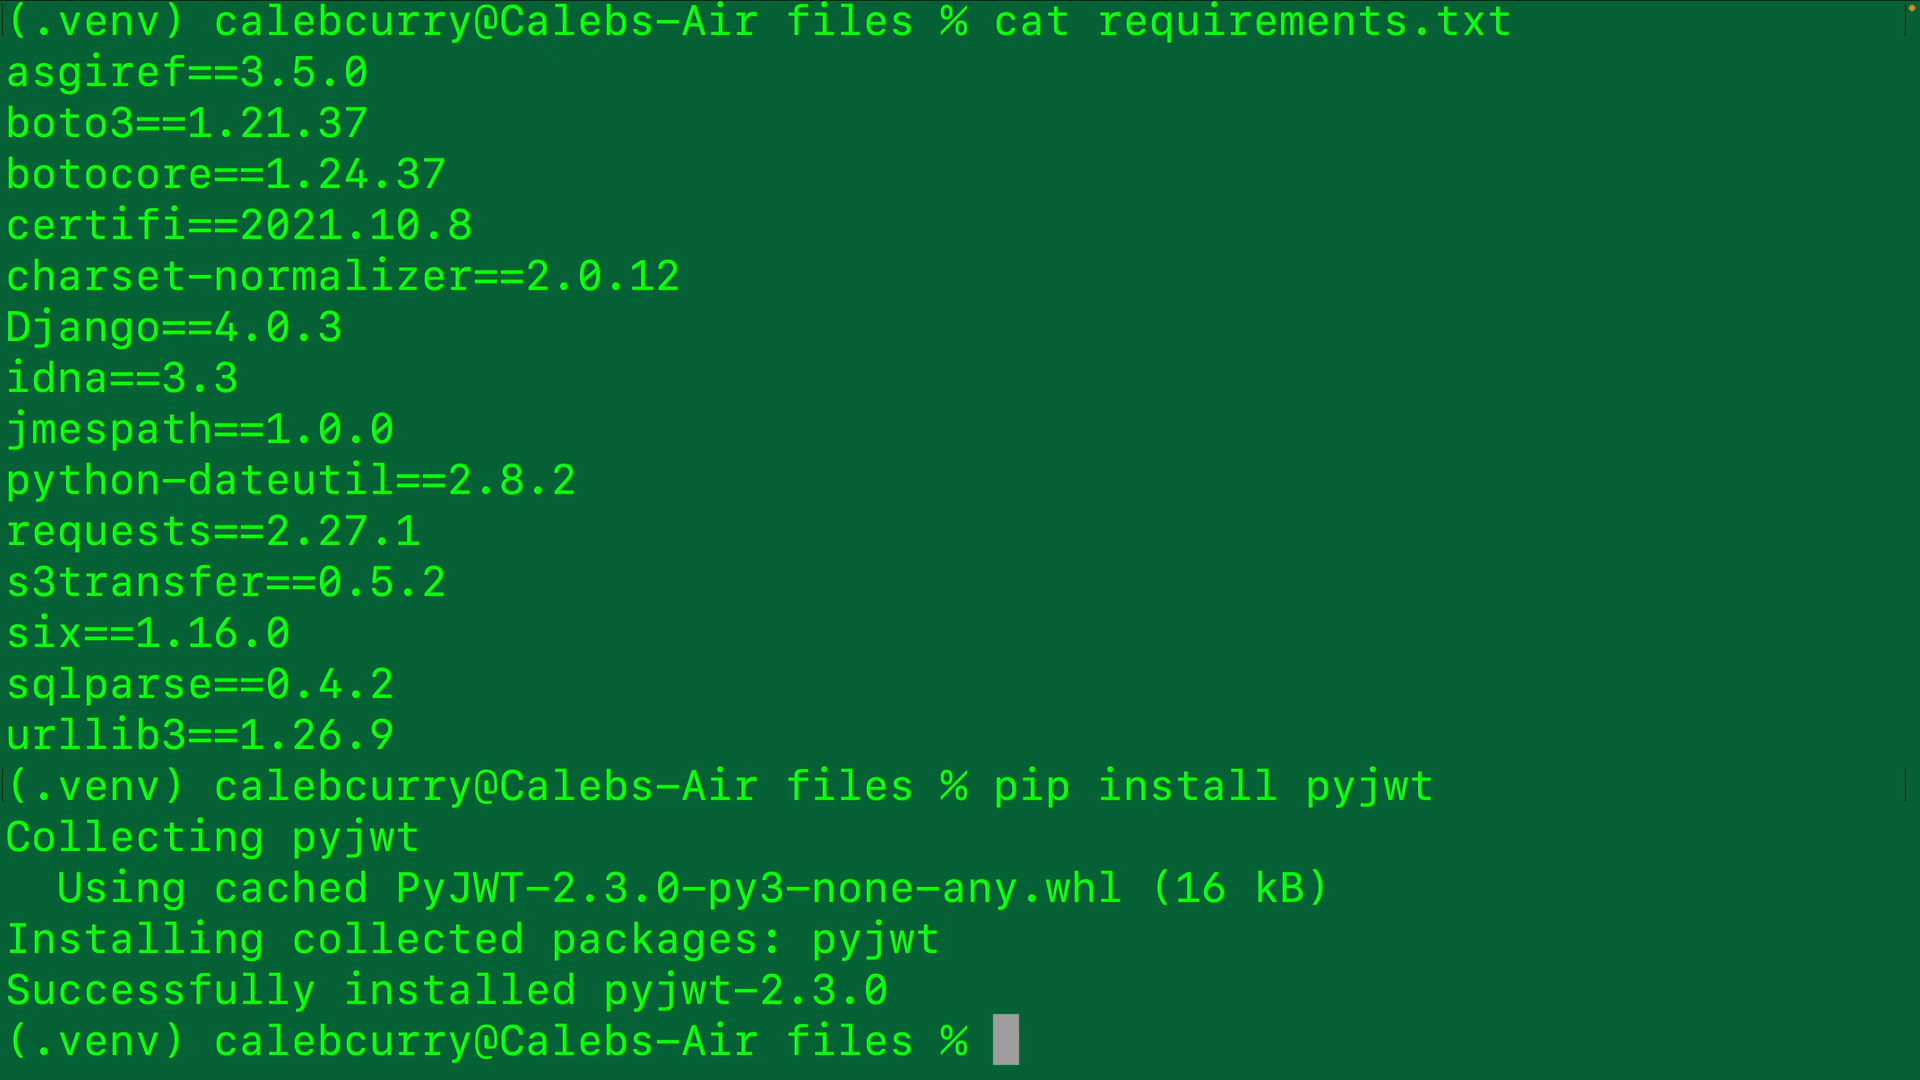 (.venv) calebcurry@Calebs-Air files % cat requirements.txt
asgiref==3.5.0
boto3==1.21.37
botocore==1.24.37
certifi==2021.10.8
charset-normalizer==2.0.12
Django==4.0.3
idna==3.3
jmespath==1.0.0
python-dateutil==2.8.2
requests==2.27.1
s3transfer==0.5.2
six==1.16.0
sqlparse==0.4.2
urllib3==1.26.9
(.venv) calebcurry@Calebs-Air files % pip install pyjwt
Collecting pyjwt
  Using cached PyJWT-2.3.0-py3-none-any.whl (16 kB)
Installing collected packages: pyjwt
Successfully installed pyjwt-2.3.0
(.venv) calebcurry@Calebs-Air files %